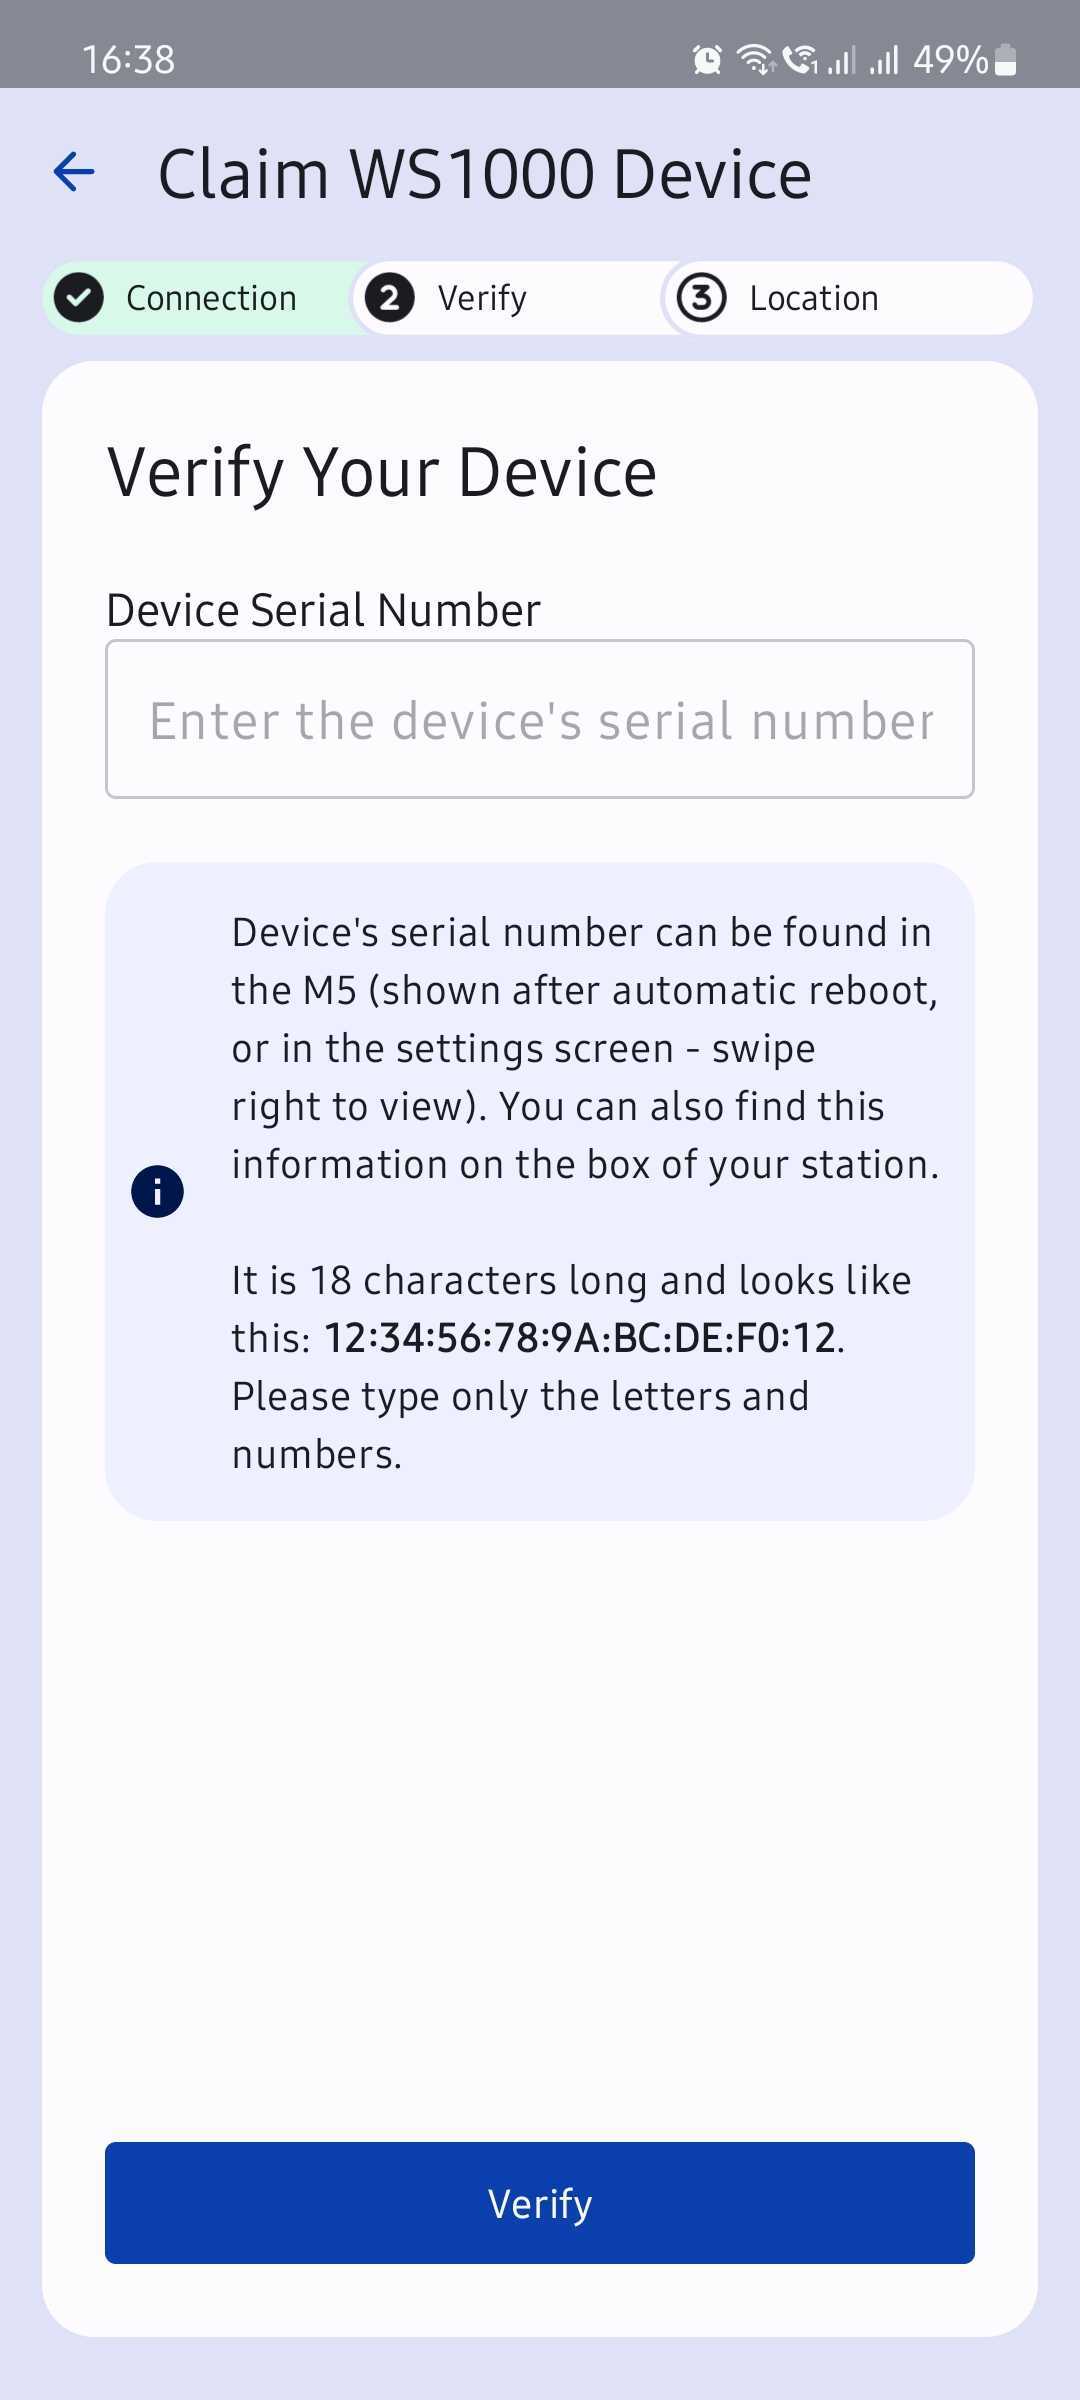 16:38
1
49%
Claim WS1000 Device
Connection
2 Verify
3 Location
Verify Your Device
Device Serial Number
Enter the device's serial number
Device's serial number can be found in
the M5 (shown after automatic reboot,
or in the settings screen - swipe
right to view). You can also find this
information on the box of your station.
i
It is 18 characters long and looks like
this: 12:34:56:78:9A:BC:DE:F0:12.
Please type only the letters and
numbers.
Verify